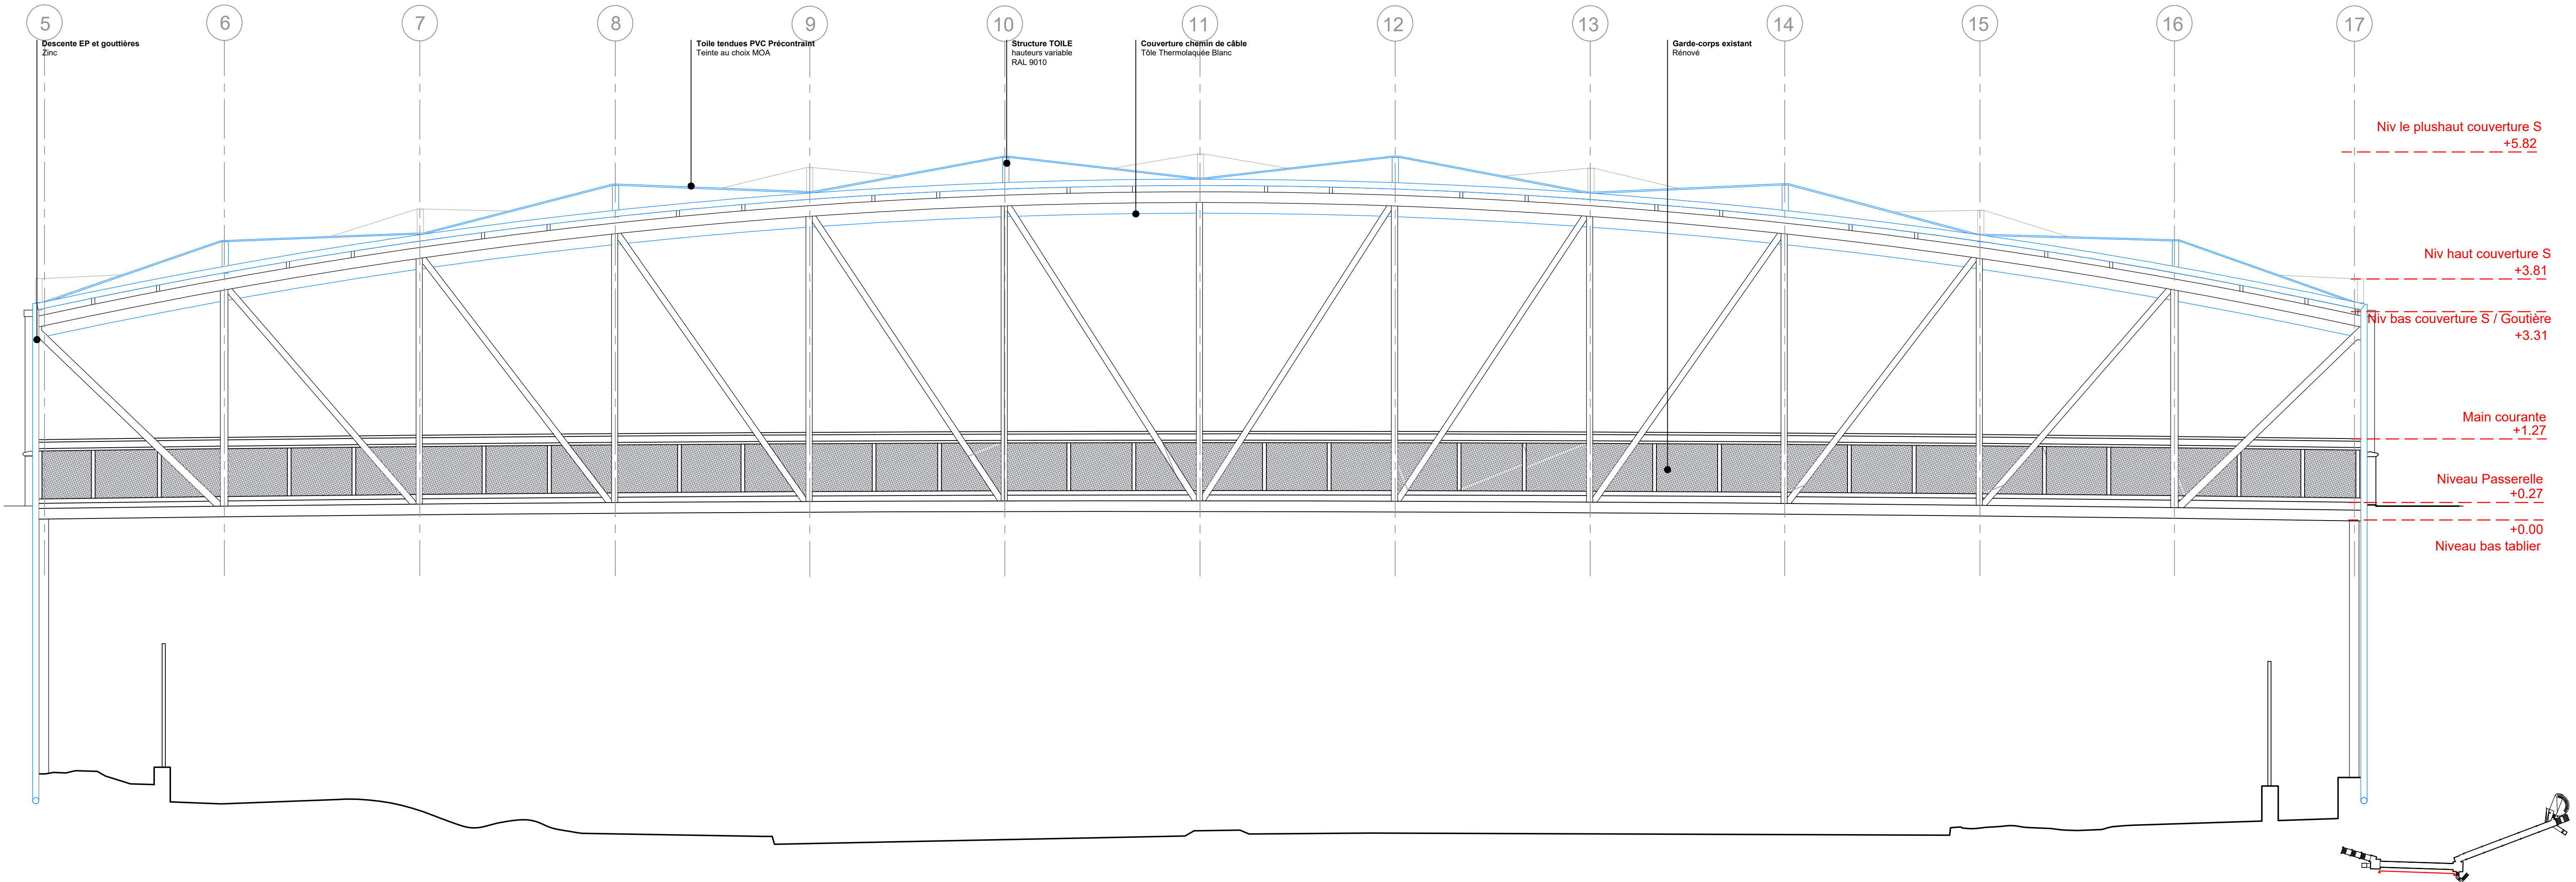 5
6
7
8
9
10
11
12
13
14
15
16
17
Descente EP et gouttières
Zinc
Toile tendues PVC Précontraint
Teinte au choix MOA
Structure TOILE
hauteurs variable
RAL 9010
Couverture chemin de câble
Tôle Thermolaquée Blanc
Garde-corps existant
Rénové
Niv le plushaut couverture S
+5.82
Niv haut couverture S
+3.81
Niv bas couverture S / Goutière
+3.31
Main courante
+1.27
Niveau Passerelle
+0.27
+0.00
Niveau bas tablier